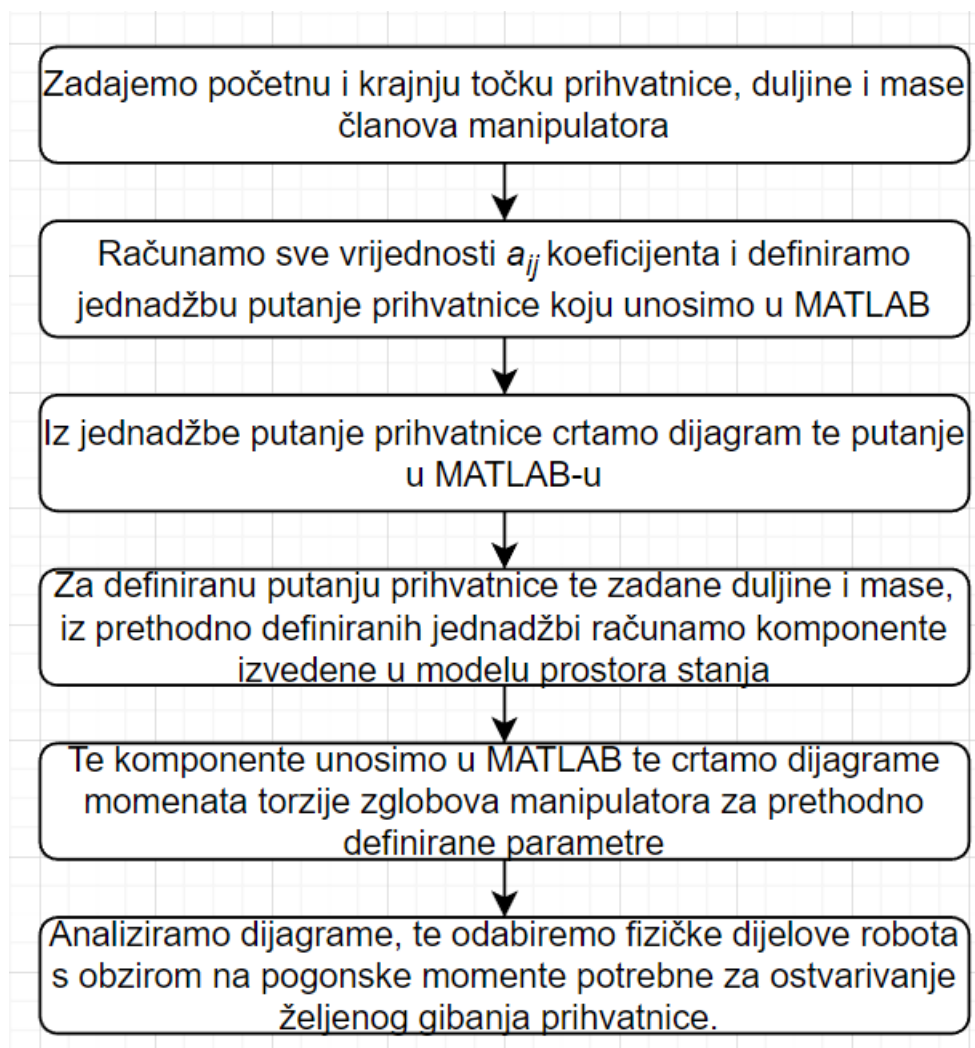 Zadajemo početnu i krajnju točku prihvatnice, duljine i mase
članova manipulatora
Računamo sve vrijednosti aij koeficijenta i definiramo
jednadžbu putanje prihvatnice koju unosimo u MATLAB
Iz jednadžbe putanje prihvatnice crtamo dijagram te putanje
u MATLAB-u
Za definiranu putanju prihvatnice te zadane duljine i mase,
iz prethodno definiranih jednadžbi računamo komponente
izvedene u modelu prostora stanja
Te komponente unosimo u MATLAB te crtamo dijagrame
momenata torzije zglobova manipulatora za prethodno
definirane parametre
Analiziramo dijagrame, te odabiremo fizičke dijelove robota
s obzirom na pogonske momente potrebne za ostvarivanje
željenog gibanja prihvatnice.